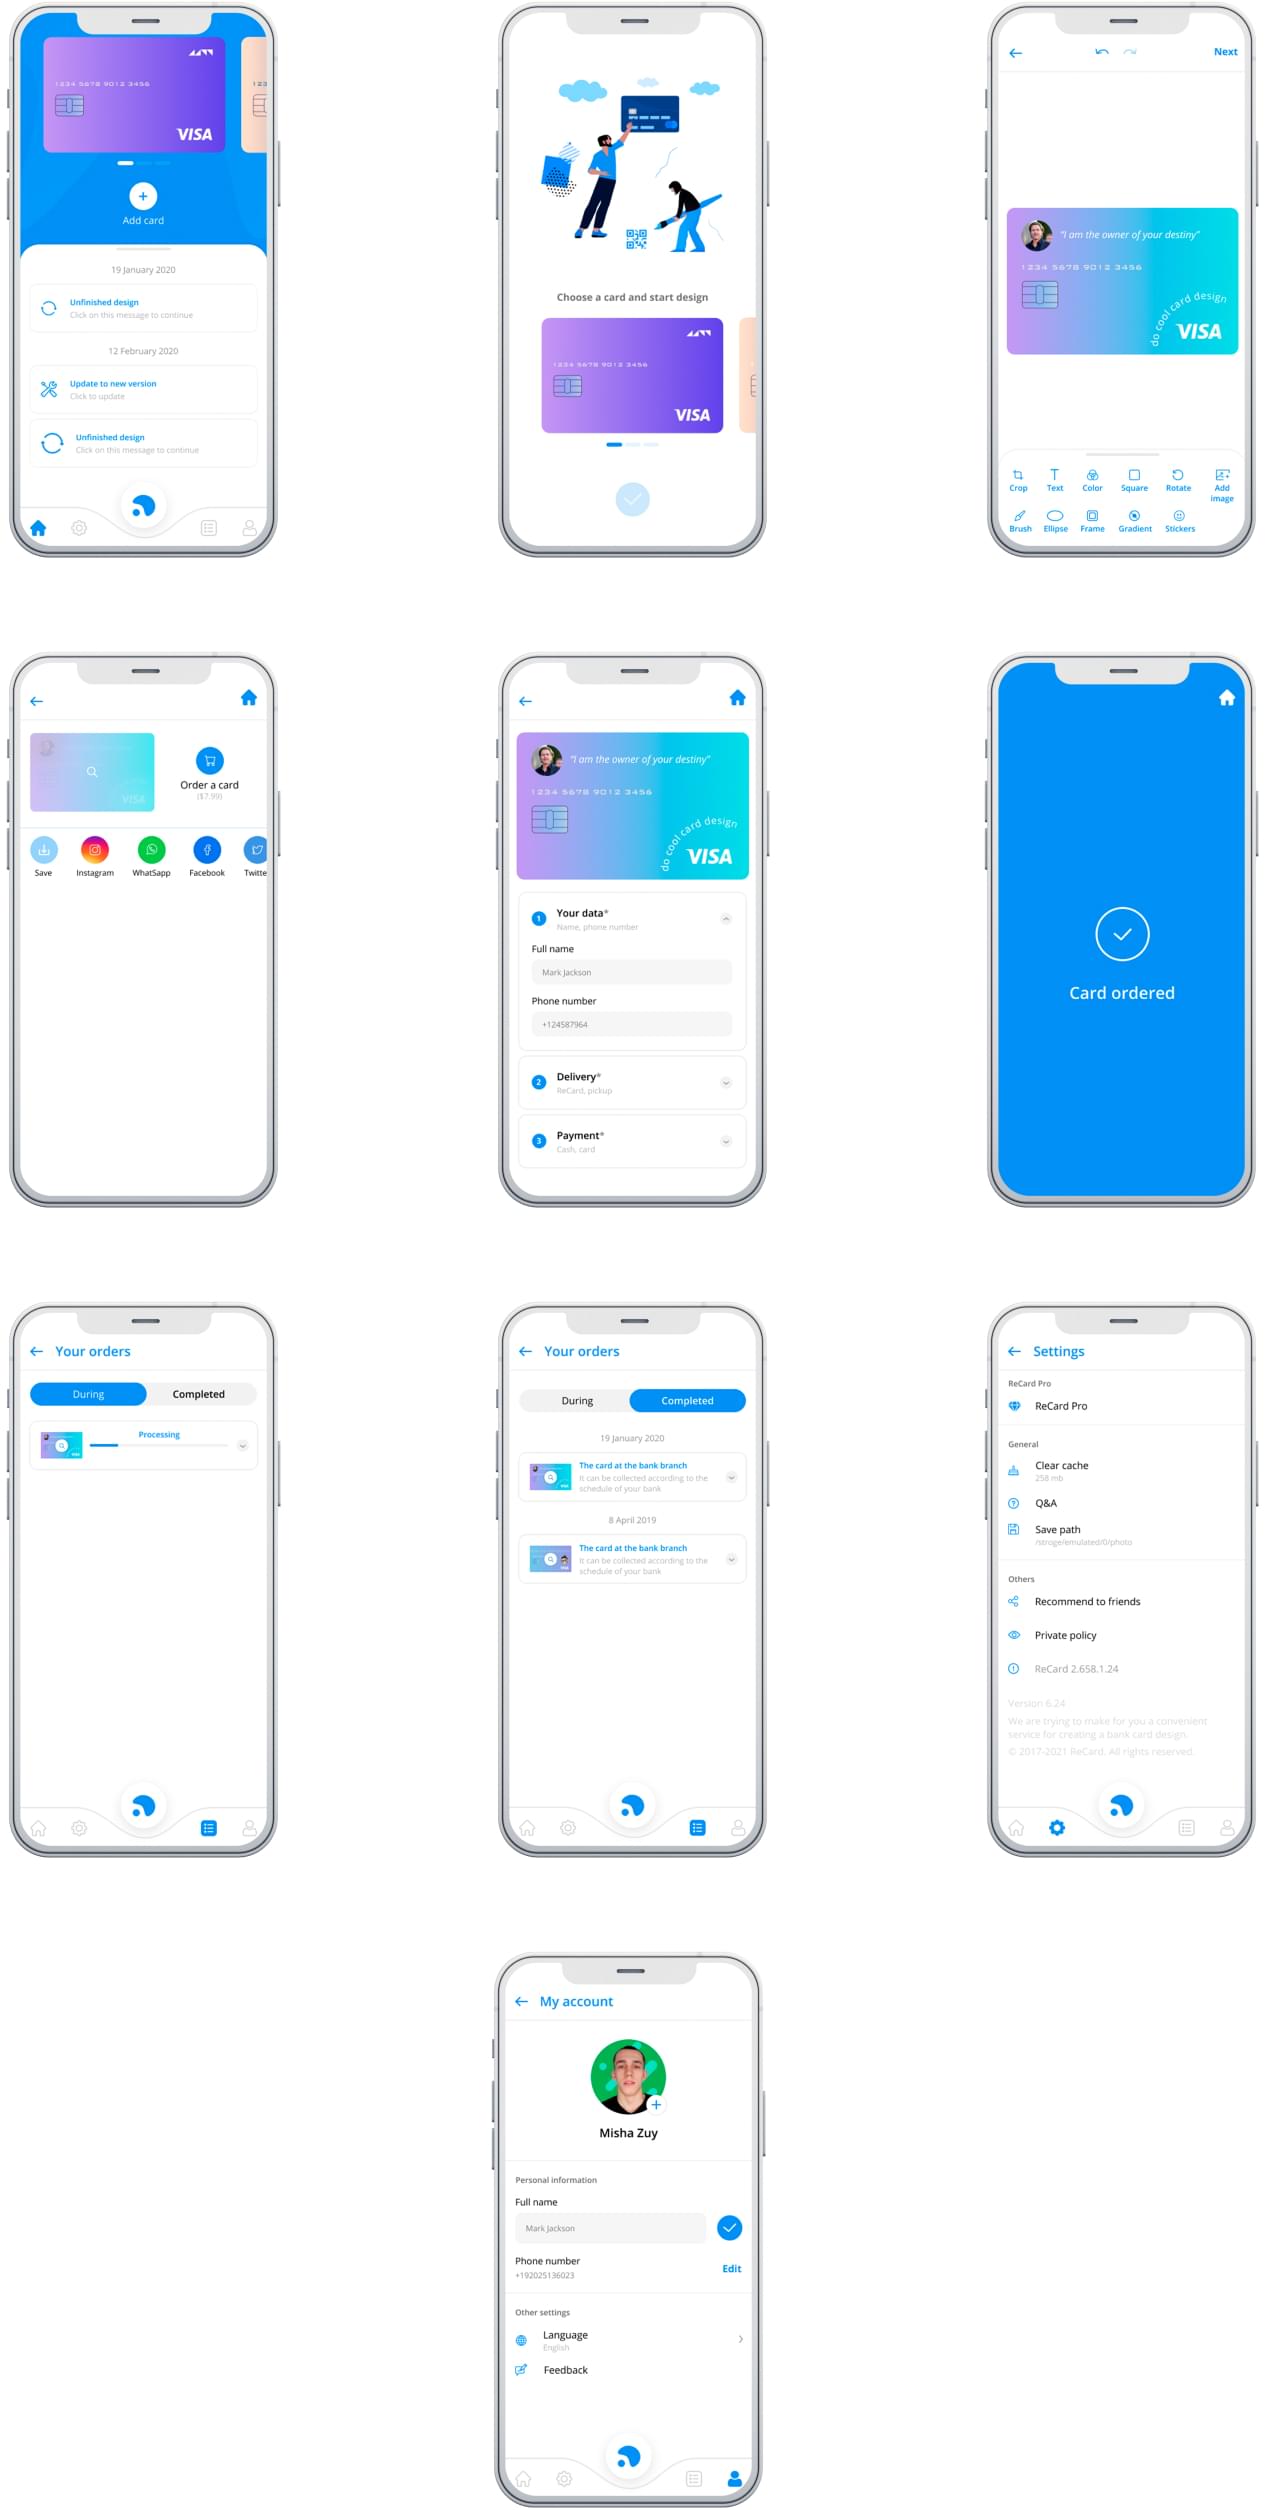 1234 5678 9012 3456
123
VISA
Add card
19 January 2020
Unfinished design
Click on this message to continue
12 February 2020
Update to new version
Click to update
Unfinished design
Click on this message to continue
Choose a card and start design
1234 5678 9012 3456
1
VISA
Next
"I am the owner of your destiny"
1234 5678 9012 3456
do cool card design
VISA
Crop Text Color Square Rotate Add
image
Brush Ellipse Frame Gradient Stickers
VISA
Order a card
($7.99)
Save Instagram WhatSapp Facebook Twitte
"I am the owner of your destiny"
1234 5678 9012 3456
do cool card design
VISA
1 Your data*
Name, phone number
Full name
Mark Jackson
Phone number
+124587964
2 Delivery*
ReCard, pickup
3 Payment*
Cash, card
Card ordered
Your orders
During Completed
Processing
VISA
Your orders
During Completed
19 January 2020
The card at the bank branch
It can be collected according to the
schedule of your bank
VISA
8 April 2019
The card at the bank branch
It can be collected according to the
schedule of your bank
VISA
Settings
ReCard Pro
ReCard Pro
General
Clear cache
258 mb
Q&A
Save path
/stroge/emulated/0/photo
Others
Recommend to friends
Private policy
ReCard 2.658.1.24
Version 6.24
We are trying to make for you a convenient
service for creating a bank card design.
© 2017-2021 ReCard. All rights reserved.
My account
Misha Zuy
Personal information
Full name
Mark Jackson
Phone number
+192025136023
Edit
Other settings
Language
English
Feedback